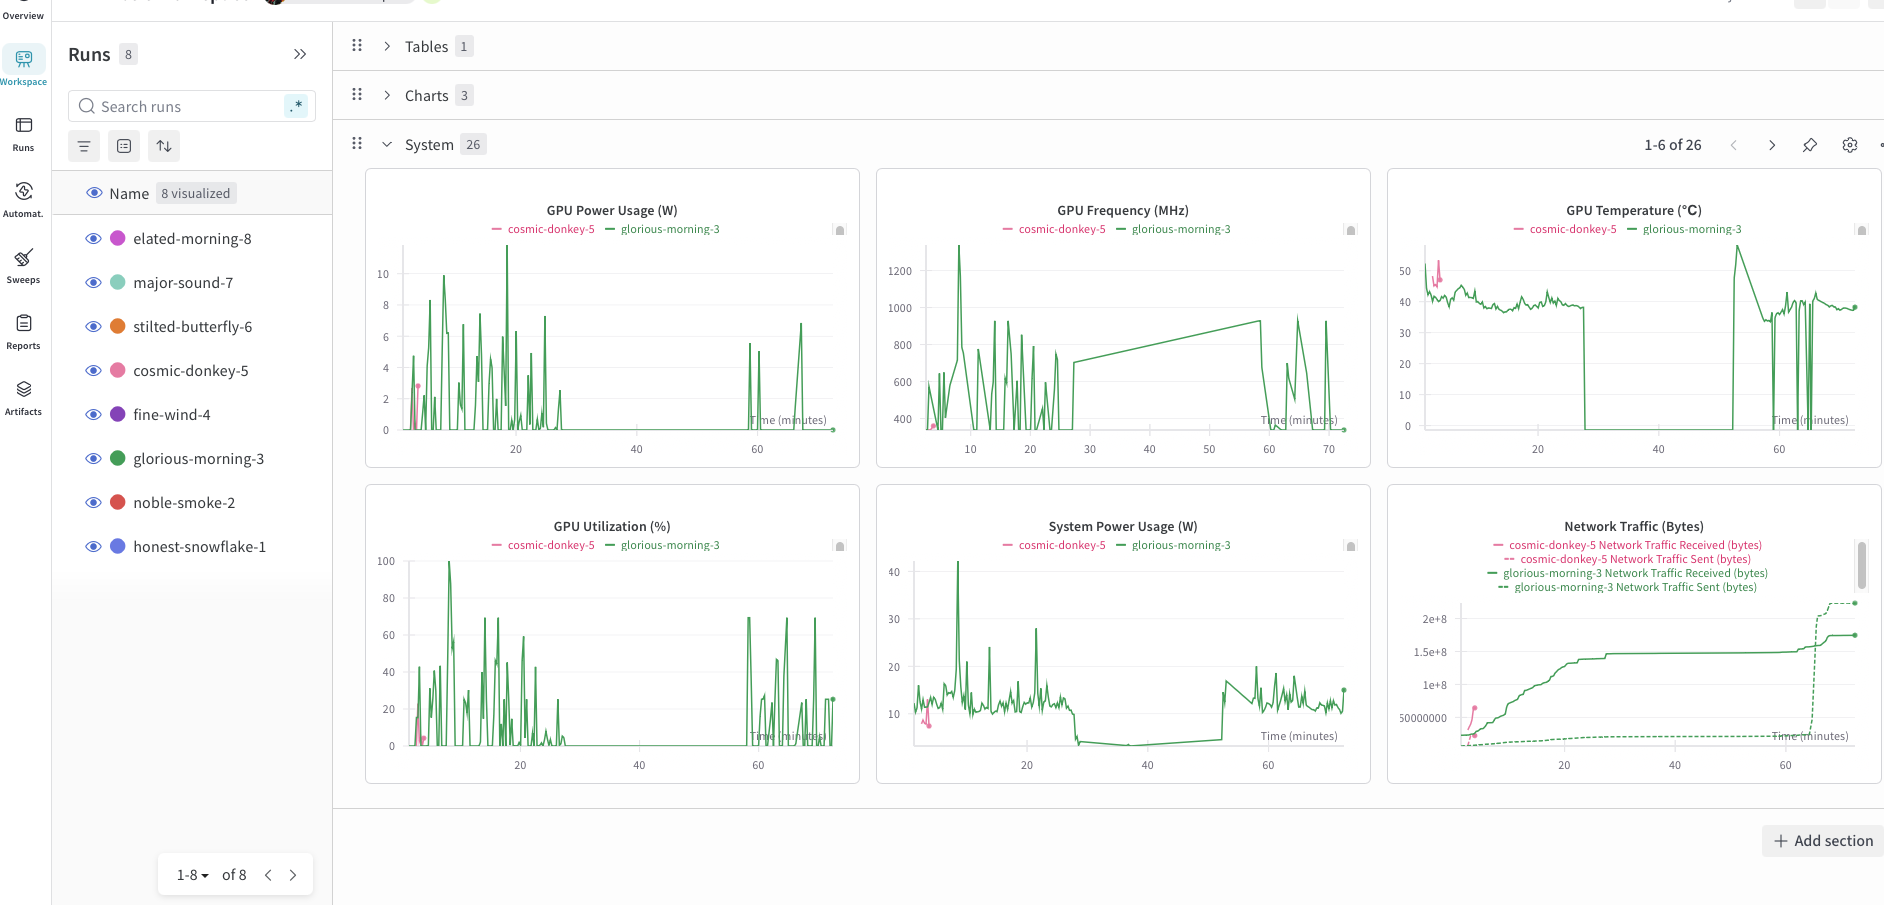 Overview
Workspace
Runs
Automat.
Sweeps
Reports
Artifacts
Runs 8
Search runs .*
Name 8 visualized
elated-morning-8
major-sound-7
stilted-butterfly-6
cosmic-donkey-5
fine-wind-4
glorious-morning-3
noble-smoke-2
honest-snowflake-1
1-8 of 8
Tables 1
Charts 3
System 26
1-6 of 26
GPU Power Usage (W)
cosmic-donkey-5 glorious-morning-3
10
8
6
4
2
0
Time (minutes)
20 40 60
GPU Frequency (MHz)
cosmic-donkey-5 glorious-morning-3
1200
1000
800
600
400
Time (minutes)
10 20 30 40 50 60 70
GPU Temperature (°C)
cosmic-donkey-5 glorious-morning-3
50
40
30
20
10
0
Time (minutes)
20 40 60
GPU Utilization (%)
cosmic-donkey-5 glorious-morning-3
100
80
60
40
20
0
Time (minutes)
20 40 60
System Power Usage (W)
cosmic-donkey-5 glorious-morning-3
40
30
20
10
Time (minutes)
20 40 60
Network Traffic (Bytes)
cosmic-donkey-5 Network Traffic Received (bytes)
cosmic-donkey-5 Network Traffic Sent (bytes)
glorious-morning-3 Network Traffic Received (bytes)
glorious-morning-3 Network Traffic Sent (bytes)
2e+8
1.5e+8
1e+8
50000000
Time (minutes)
20 40 60
Add section